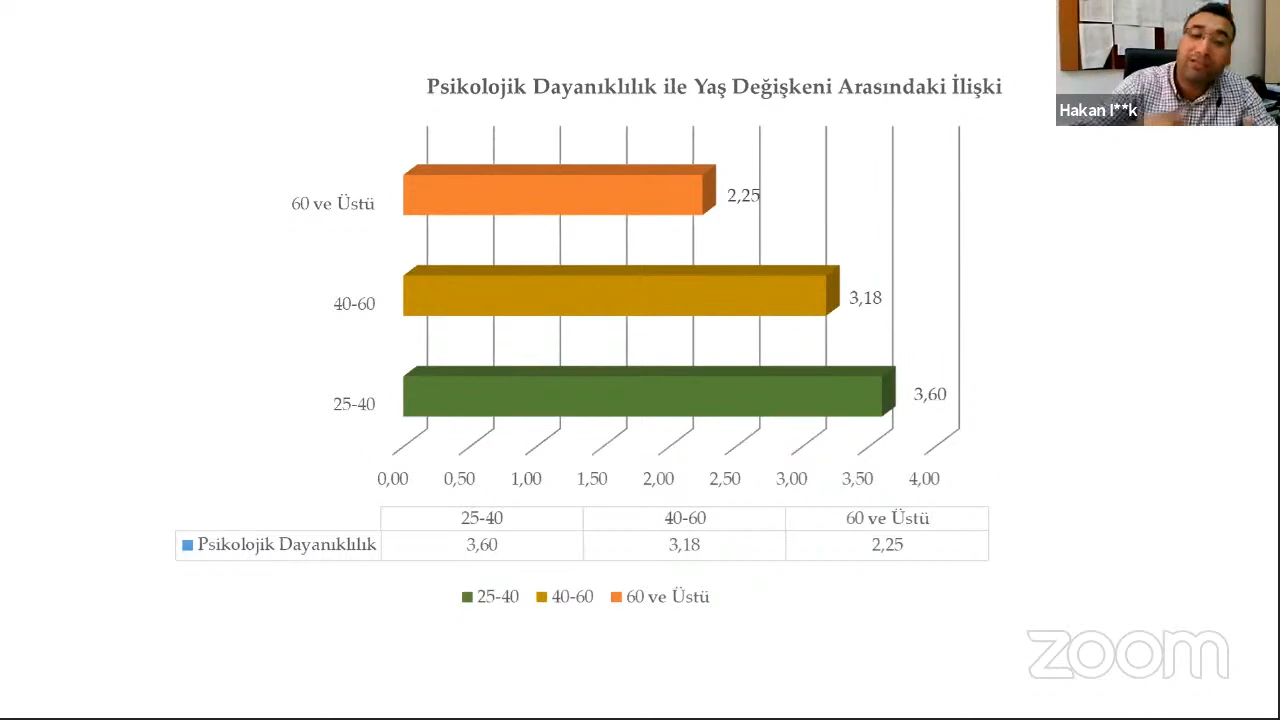 Psikolojik Dayanıklılık ile Yaş Değişkeni Arasındaki İlişki
Hakan I**k
60 ve Üstü
2,25
40-60
3,18
25-40
3,60
0,00 0,50 1,00 1,50 2,00 2,50 3,00 3,50 4,00
25-40 40-60 60 ve Üstü
Psikolojik Dayanıklılık 3,60 3,18 2,25
25-40 40-60 60 ve Üstü
zoom